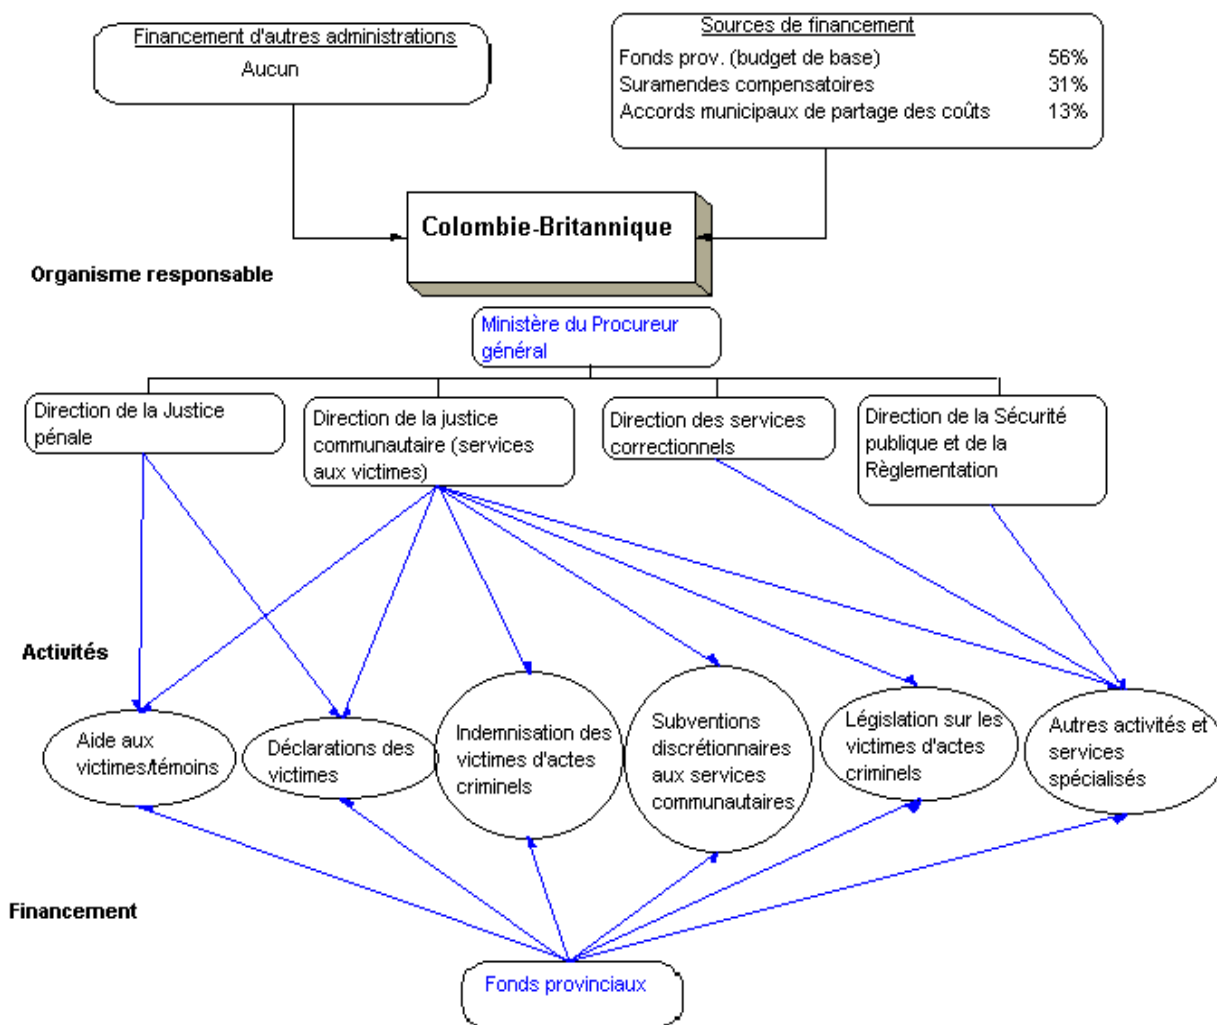 Financement d'autres administrations
Aucun
Sources de financement
Fonds prov. (budget de base) 56%
Suramendes compensatoires 31%
Accords municipaux de partage des coûts 13%
Colombie-Britannique
Organisme responsable
Ministère du Procureur
général
Direction de la Justice
pénale
Direction de la justice
communautaire (services
aux victimes)
Direction des services
correctionnels
Direction de la Sécurité
publique et de la
Règlementation
Activités
Aide aux
victimes/témoins
Déclarations des
victimes
Indemnisation des
victimes d'actes
criminels
Subventions
discrétionnaires
aux services
communautaires
Législation sur les
victimes d'actes
criminels
Autres activités et
services
spécialisés
Financement
Fonds provinciaux